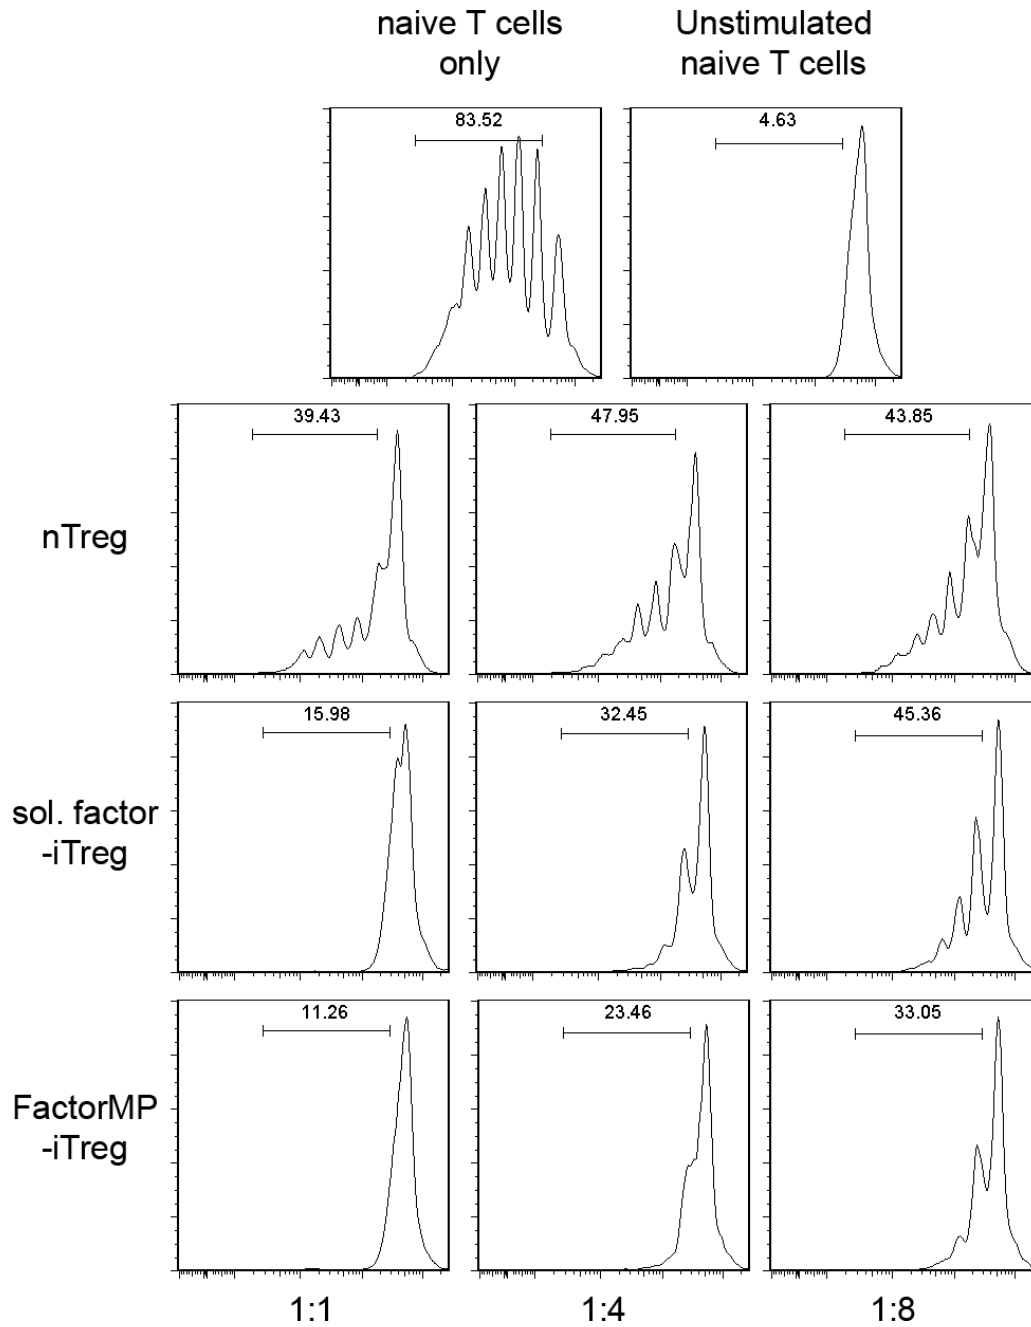 naive T cells
only
Unstimulated
naive T cells
83.52
4.63
nTreg
39.43
47.95
43.85
sol. factor
-iTreg
15.98
32.45
45.36
FactorMP
-iTreg
11.26
23.46
33.05
1:1
1:4
1:8